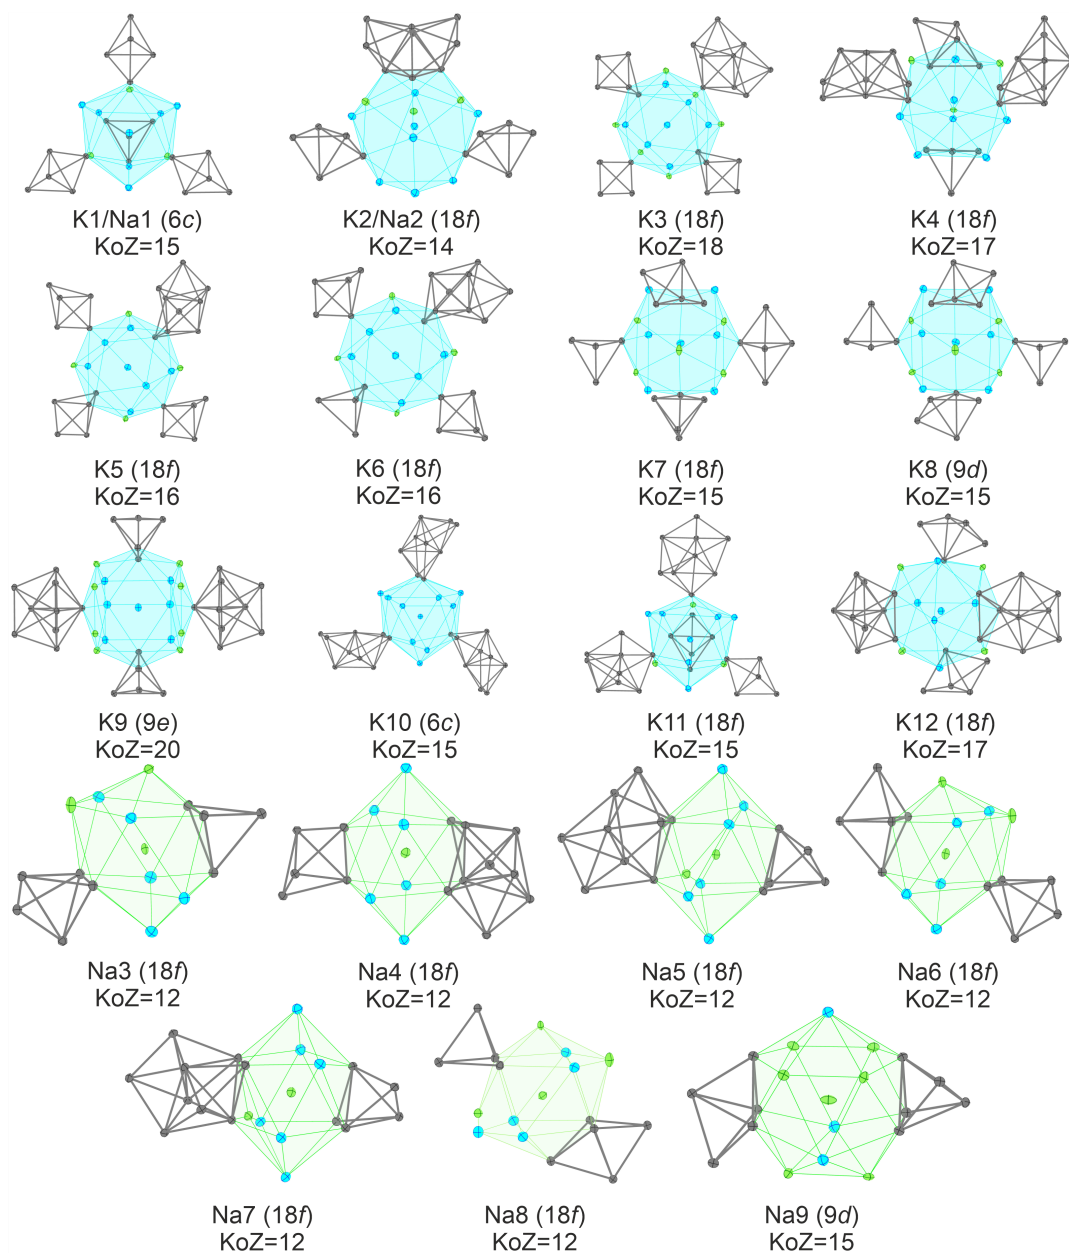 K1/Na1 (6c)
KoZ=15
K2/Na2 (18f)
KoZ=14
K3 (18f)
KoZ=18
K4 (18f)
KoZ=17
K5 (18f)
KoZ=16
K6 (18f)
KoZ=16
K7 (18f)
KoZ=15
K8 (9d)
KoZ=15
K9 (9e)
KoZ=20
K10 (6c)
KoZ=15
K11 (18f)
KoZ=15
K12 (18f)
KoZ=17
Na3 (18f)
KoZ=12
Na4 (18f)
KoZ=12
Na5 (18f)
KoZ=12
Na6 (18f)
KoZ=12
Na7 (18f)
KoZ=12
Na8 (18f)
KoZ=12
Na9 (9d)
KoZ=15